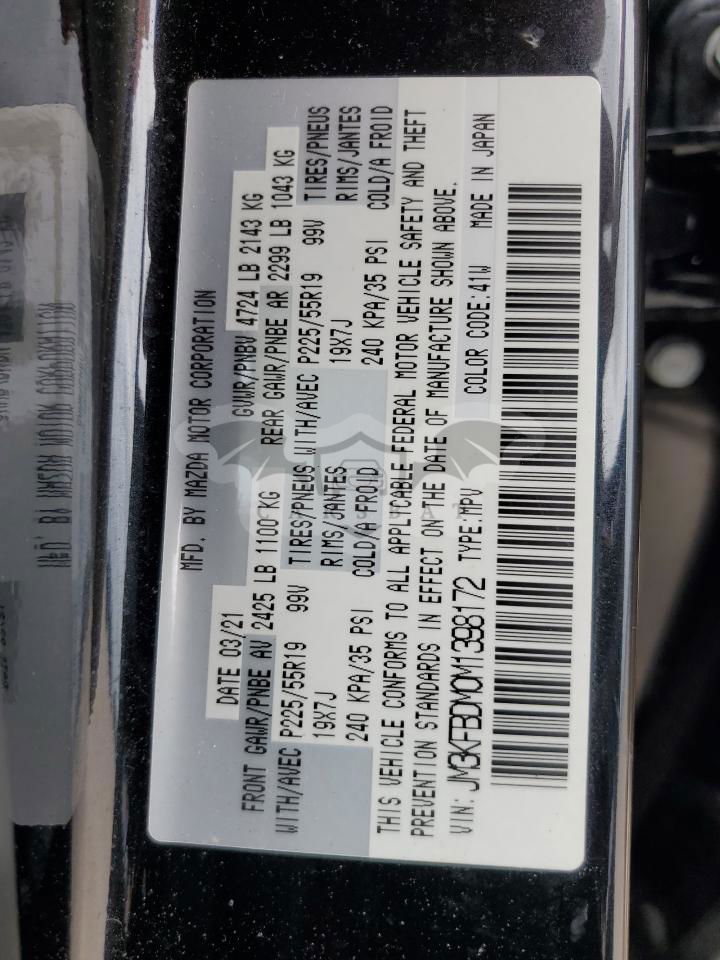 MFD. BY MAZDA MOTOR CORPORATION
DATE 03/21 GVWR/PNBV 4724 LB 2143 KG
FRONT GAWR/PNBE AV 2425 LB 1100 KG REAR GAWR/PNBE AR 2299 LB 1043 KG
WITH/AVEC P225/55R19 99V TIRES/PNEUS WITH/AVEC P225/55R19 99V TIRES/PNEUS
19X7J RIMS/JANTES 19X7J RIMS/JANTES
240 KPA/35 PSI COLD/A FROID 240 KPA/35 PSI COLD/A FROID
THIS VEHICLE CONFORMS TO ALL APPLICABLE FEDERAL MOTOR VEHICLE SAFETY AND THEFT
PREVENTION STANDARDS IN EFFECT ON THE DATE OF MANUFACTURE SHOWN ABOVE.
VIN: JM3KFBDM0M1398172 TYPE:MPV COLOR CODE:41W MADE IN JAPAN